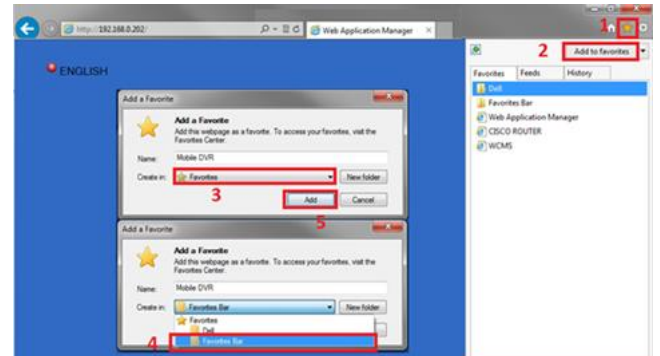 1
http://192.168.0.202/
Web Application Manager
2
Add to favorites
ENGLISH
Favorites
Feeds
History
Dell
Favorites Bar
Web Application Manager
CISCO ROUTER
WCMS
Add a Favorite
Add a Favorite
Add this webpage as a favorite. To access your favorites, visit the
Favorites Center.
Name:
Mobile DVR
Create in:
Favorites
New folder
3
Add
Cancel
5
Add a Favorite
Add a Favorite
Add this webpage as a favorite. To access your favorites, visit the
Favorites Center.
Name:
Mobile DVR
Create in:
Favorites Bar
New folder
Favorites
Dell
4
Favorites Bar